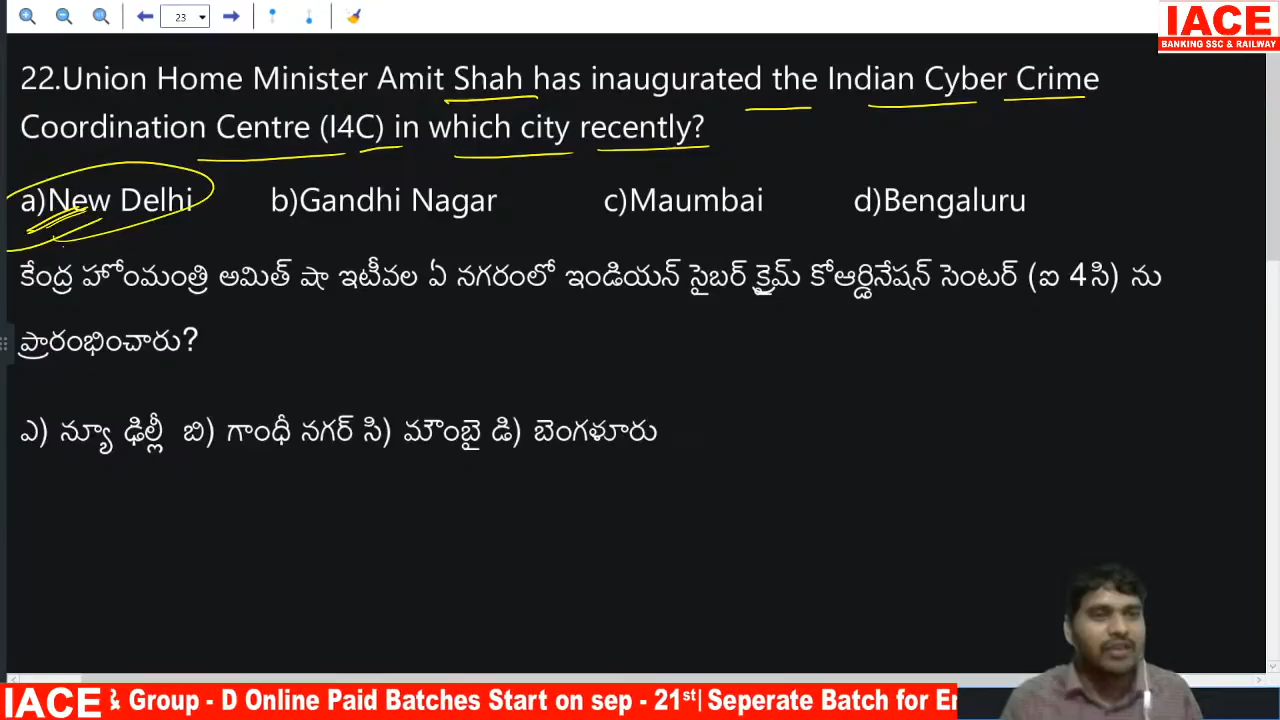 23
IACE
BANKING SSC & RAILWAY
22.Union Home Minister Amit Shah has inaugurated the Indian Cyber Crime
Coordination Centre (I4C) in which city recently?
a)New Delhi b)Gandhi Nagar c)Maumbai d)Bengaluru
కేంద్ర హోంమంత్రి అమిత్ షా ఇటీవల ఏ నగరంలో ఇండియన్ సైబర్ క్రైమ్ కోఆర్డినేషన్ సెంటర్ (ఐ 4సి) ను
ప్రారంభించారు?
ఎ) న్యూ ఢిల్లీ బి) గాంధీ నగర్ సి) మౌంబై డి) బెంగళూరు
IACE & Group - D Online Paid Batches Start on sep - 21st| Seperate Batch for